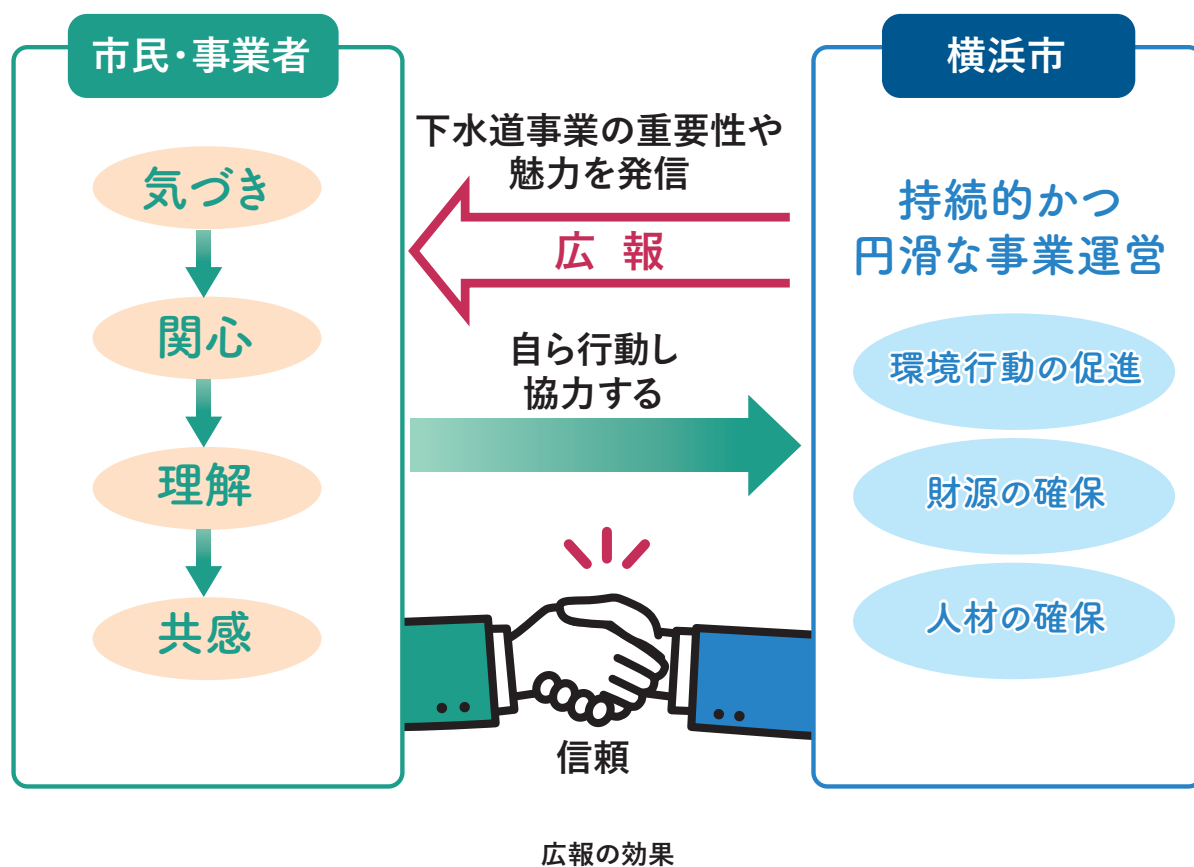 市民・事業者
気づき
関心
理解
共感
下水道事業の重要性や
魅力を発信
広報
自ら行動し
協力する
信頼
横浜市
持続的かつ
円滑な事業運営
環境行動の促進
財源の確保
人材の確保
広報の効果